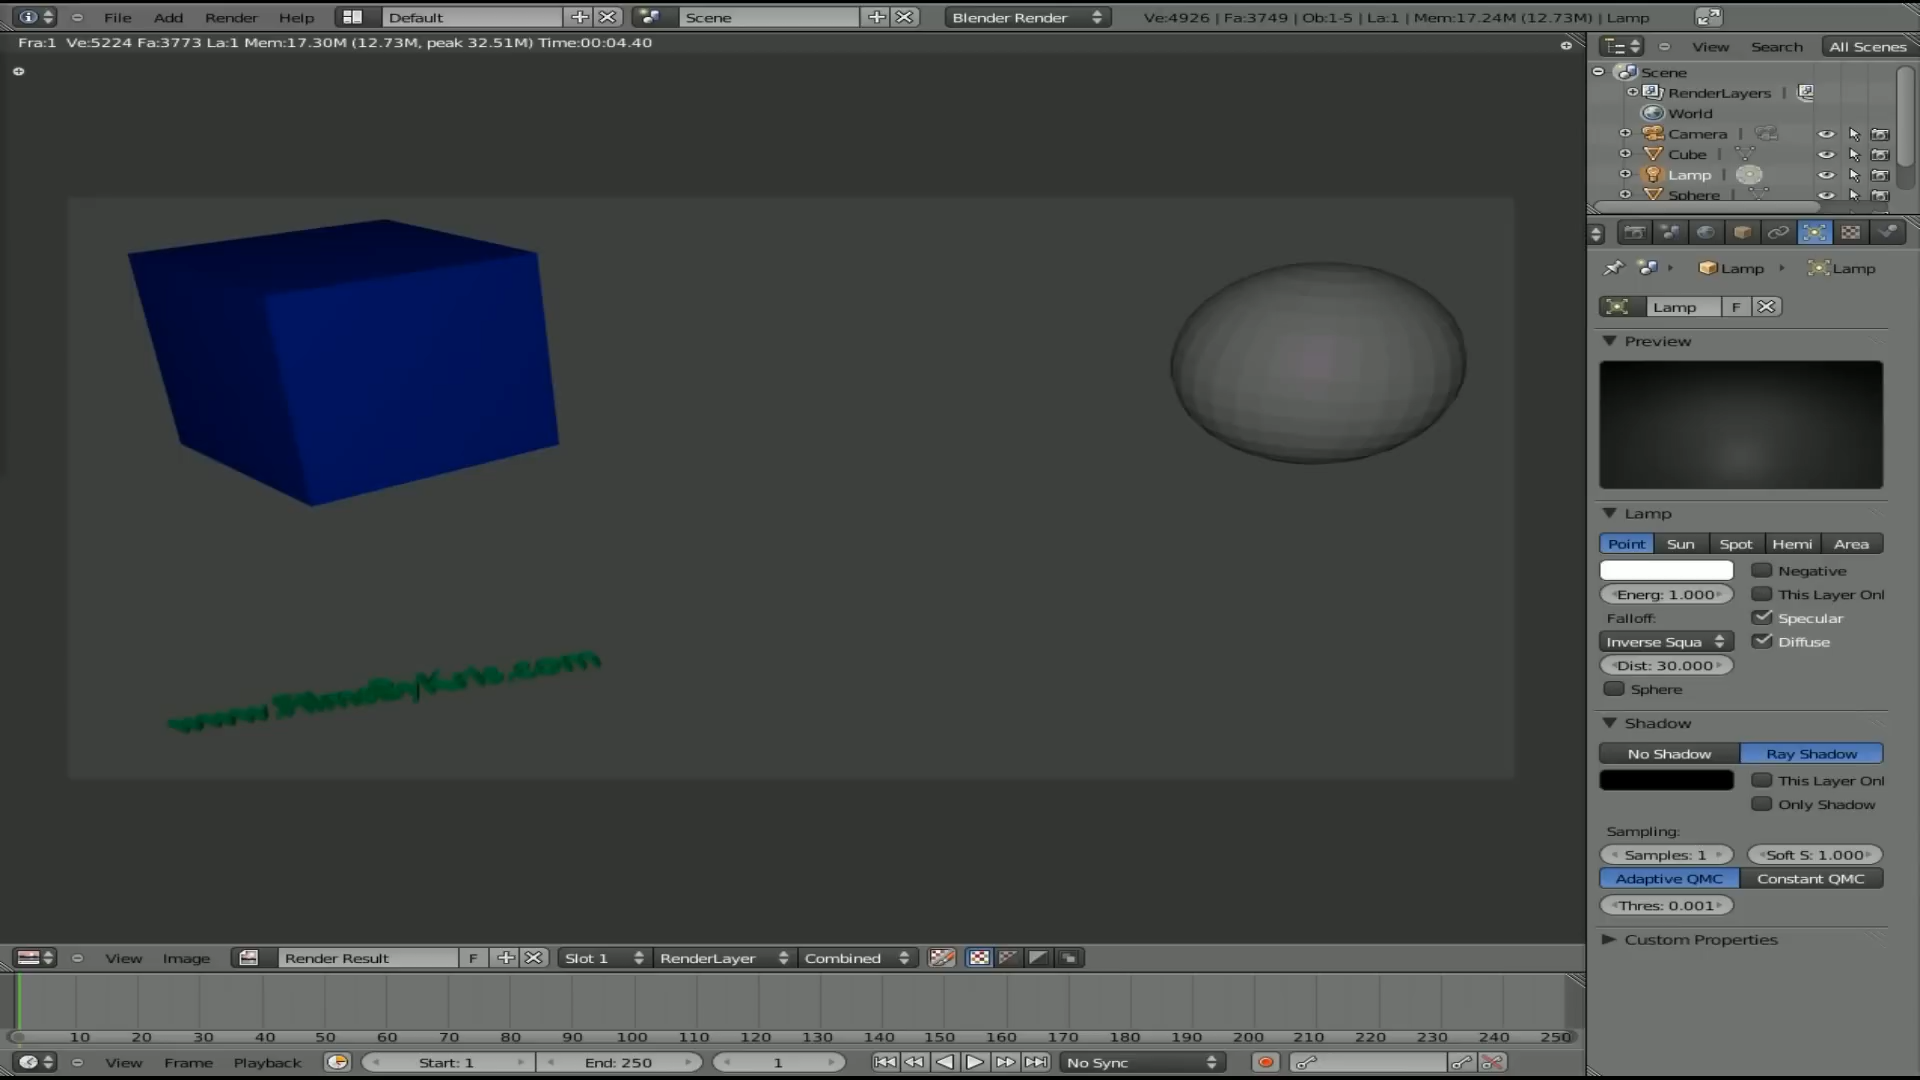 File Add Render Help Default Scene Blender Render Ve:4926 | Fa:3749 | Ob:1-5 | La:1 | Mem:17.24M (12.73M) | Lamp
Fra:1 Ve:5224 Fa:3773 La:1 Mem:17.30M (12.73M, peak 32.51M) Time:00:04.40
View Search All Scenes
Scene
RenderLayers
World
Camera
Cube
Lamp
Sphere
Lamp Lamp
Lamp F
Preview
Lamp
Point Sun Spot Hemi Area
Negative
Energ: 1.000 This Layer Onl
Falloff: Specular
Inverse Squa Diffuse
Dist: 30.000
Sphere
Shadow
No Shadow Ray Shadow
This Layer Onl
Only Shadow
Sampling:
Samples: 1 Soft S: 1.000
Adaptive QMC Constant QMC
Thres: 0.001
Custom Properties
View Image Render Result F Slot 1 RenderLayer Combined
10 20 30 40 50 60 70 80 90 100 110 120 130 140 150 160 170 180 190 200 210 220 230 240 250
View Frame Playback Start: 1 End: 250 1 No Sync